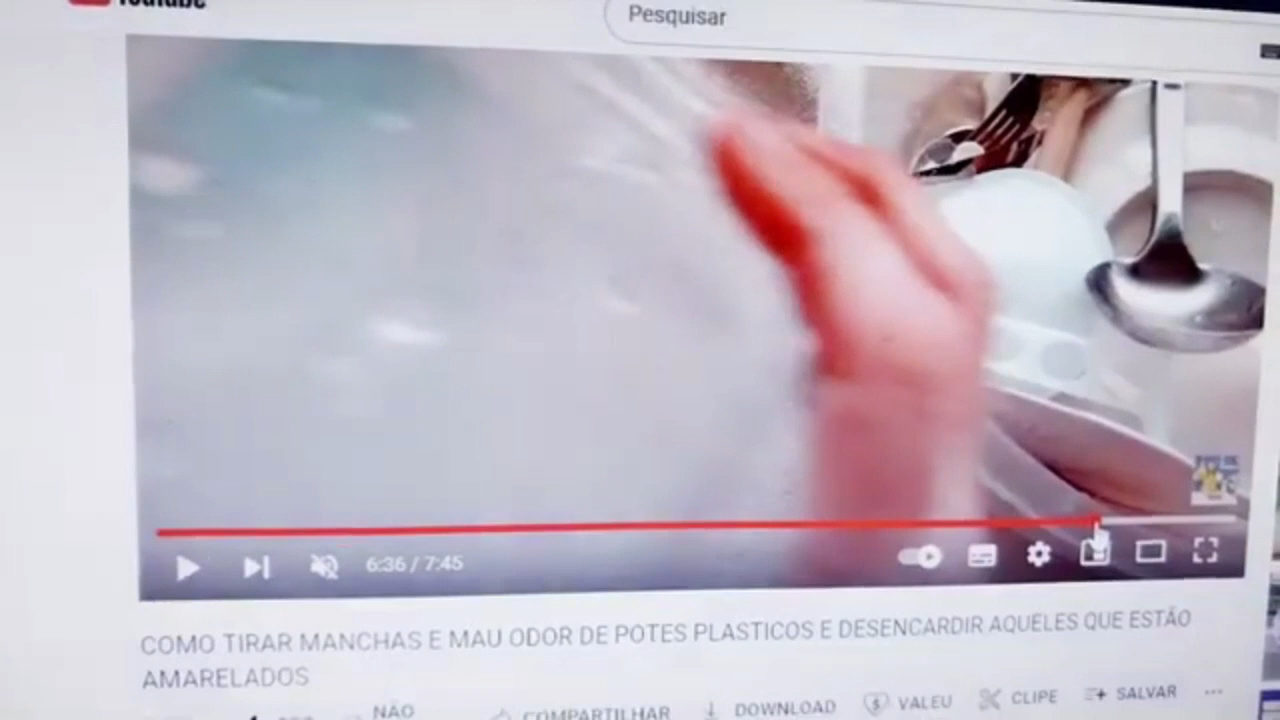 YouTube
Pesquisar
6:36 / 7:45
COMO TIRAR MANCHAS E MAU ODOR DE POTES PLASTICOS E DESENCARDIR AQUELES QUE ESTÃO
AMARELADOS
NÃO COMPARTILHAR DOWNLOAD VALEU CLIPE SALVAR